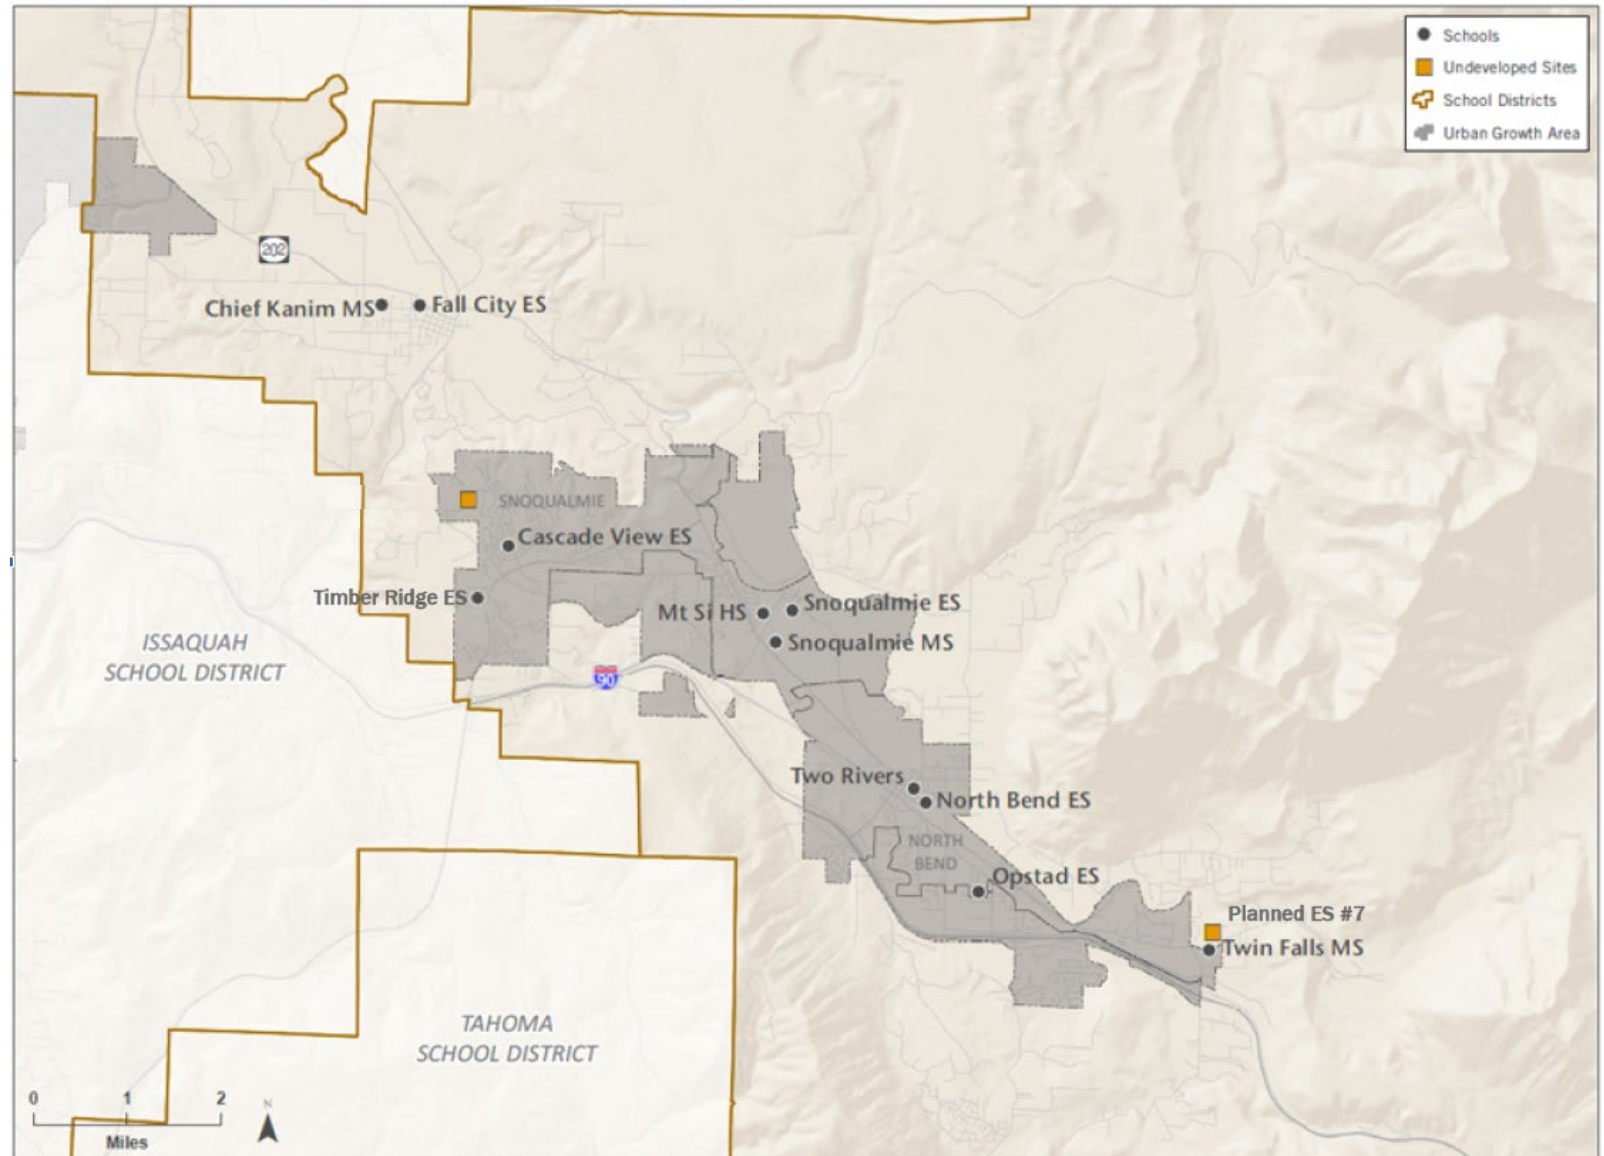 Schools
Undeveloped Sites
School Districts
Urban Growth Area
202
Chief Kanim MS
Fall City ES
SNOQUALMIE
Cascade View ES
Timber Ridge ES
Mt Si HS
Snoqualmie ES
Snoqualmie MS
ISSAQUAH
SCHOOL DISTRICT
90
Two Rivers
North Bend ES
NORTH
BEND
Opstad ES
Planned ES #7
Twin Falls MS
TAHOMA
SCHOOL DISTRICT
0 1 2
Miles
N